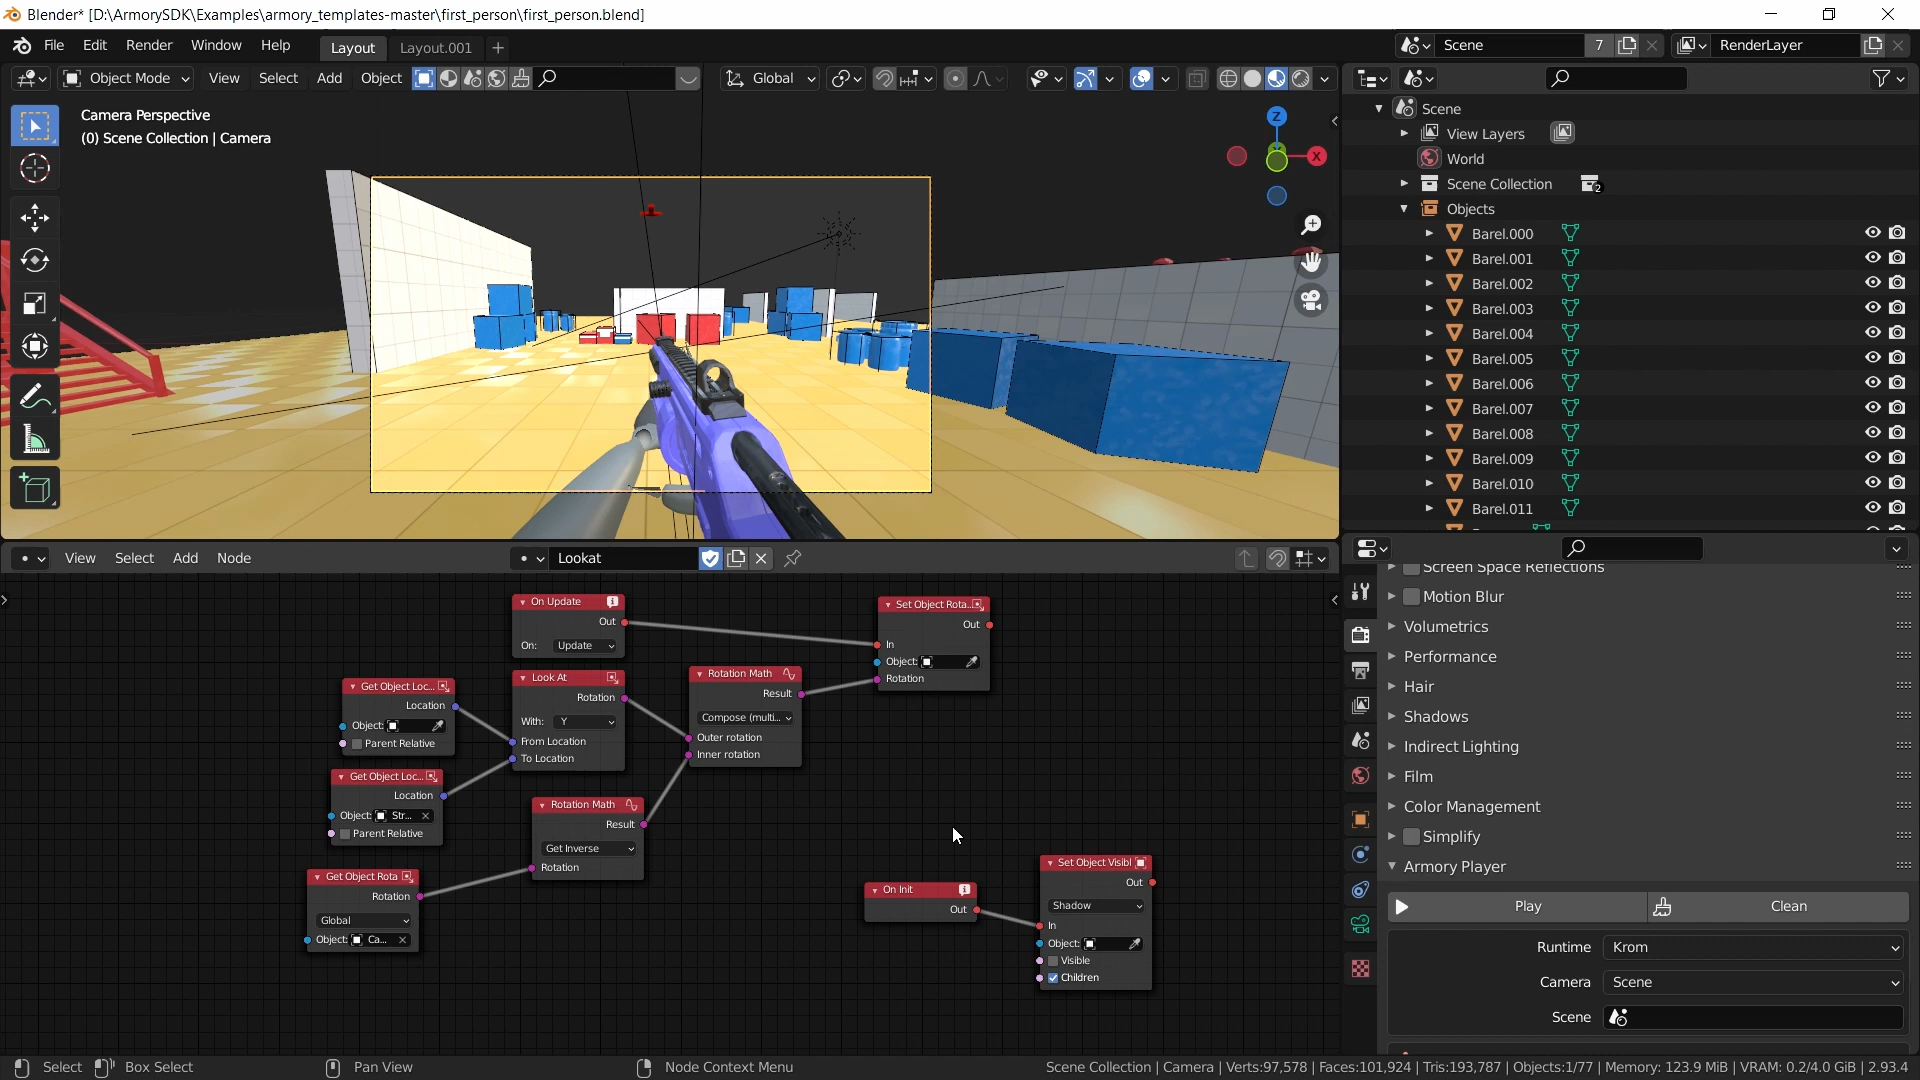 Blender* [D:\ArmorySDK\Examples\armory_templates-master\first_person\first_person.blend]
File Edit Render Window Help Layout Layout.001 + Scene 7 RenderLayer
Object Mode View Select Add Object Global
Camera Perspective
(0) Scene Collection | Camera
Z
X
Scene
View Layers
World
Scene Collection 2
Objects
Barel.000
Barel.001
Barel.002
Barel.003
Barel.004
Barel.005
Barel.006
Barel.007
Barel.008
Barel.009
Barel.010
Barel.011
View Select Add Node Lookat
On Update
Out
On: Update
Set Object Rota...
Out
In
Object:
Rotation
Get Object Loc...
Location
Object:
Parent Relative
Look At
Rotation
With: Y
From Location
To Location
Rotation Math
Result
Compose (multi...
Outer rotation
Inner rotation
Get Object Loc...
Location
Object: Str...
Parent Relative
Rotation Math
Result
Get Inverse
Rotation
Get Object Rota
Rotation
Global
Object: Ca...
On Init
Out
Set Object Visibl
Out
Shadow
In
Object:
Visible
Children
Screen Space Reflections
Motion Blur
Volumetrics
Performance
Hair
Shadows
Indirect Lighting
Film
Color Management
Simplify
Armory Player
Play Clean
Runtime Krom
Camera Scene
Scene
Select Box Select Pan View Node Context Menu Scene Collection | Camera | Verts:97,578 | Faces:101,924 | Tris:193,787 | Objects:1/77 | Memory: 123.9 MiB | VRAM: 0.2/4.0 GiB | 2.93.4